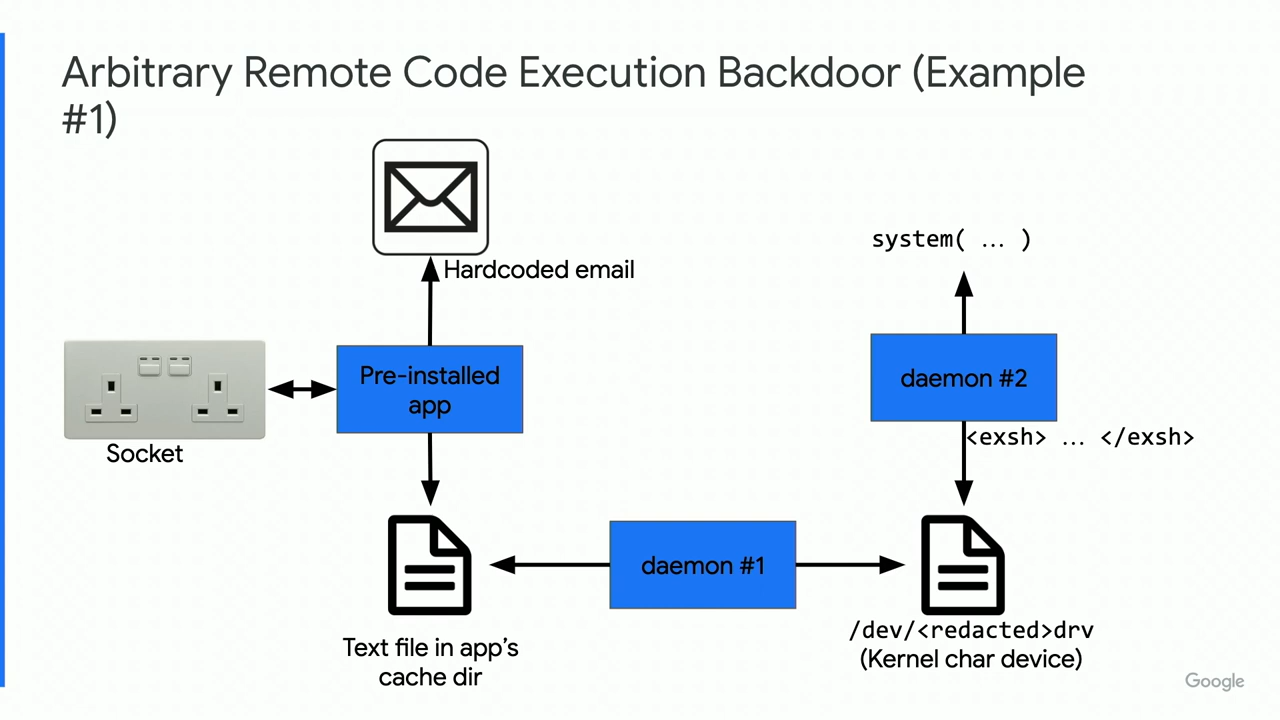 Arbitrary Remote Code Execution Backdoor (Example
#1)
Hardcoded email
system( ... )
Pre-installed
app
daemon #2
Socket
<exsh> ... </exsh>
daemon #1
Text file in app's
cache dir
/dev/<redacted>drv
(Kernel char device)
Google